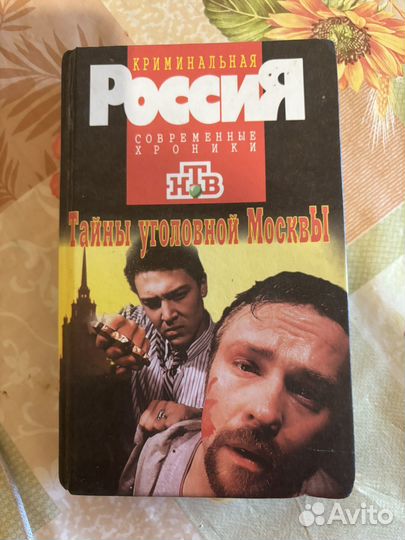 КРИМИНАЛЬНАЯ
РОССИЯ
СОВРЕМЕННЫЕ
ХРОНИКИ
НТВ
Тайны уголовной МосквЫ
Avito